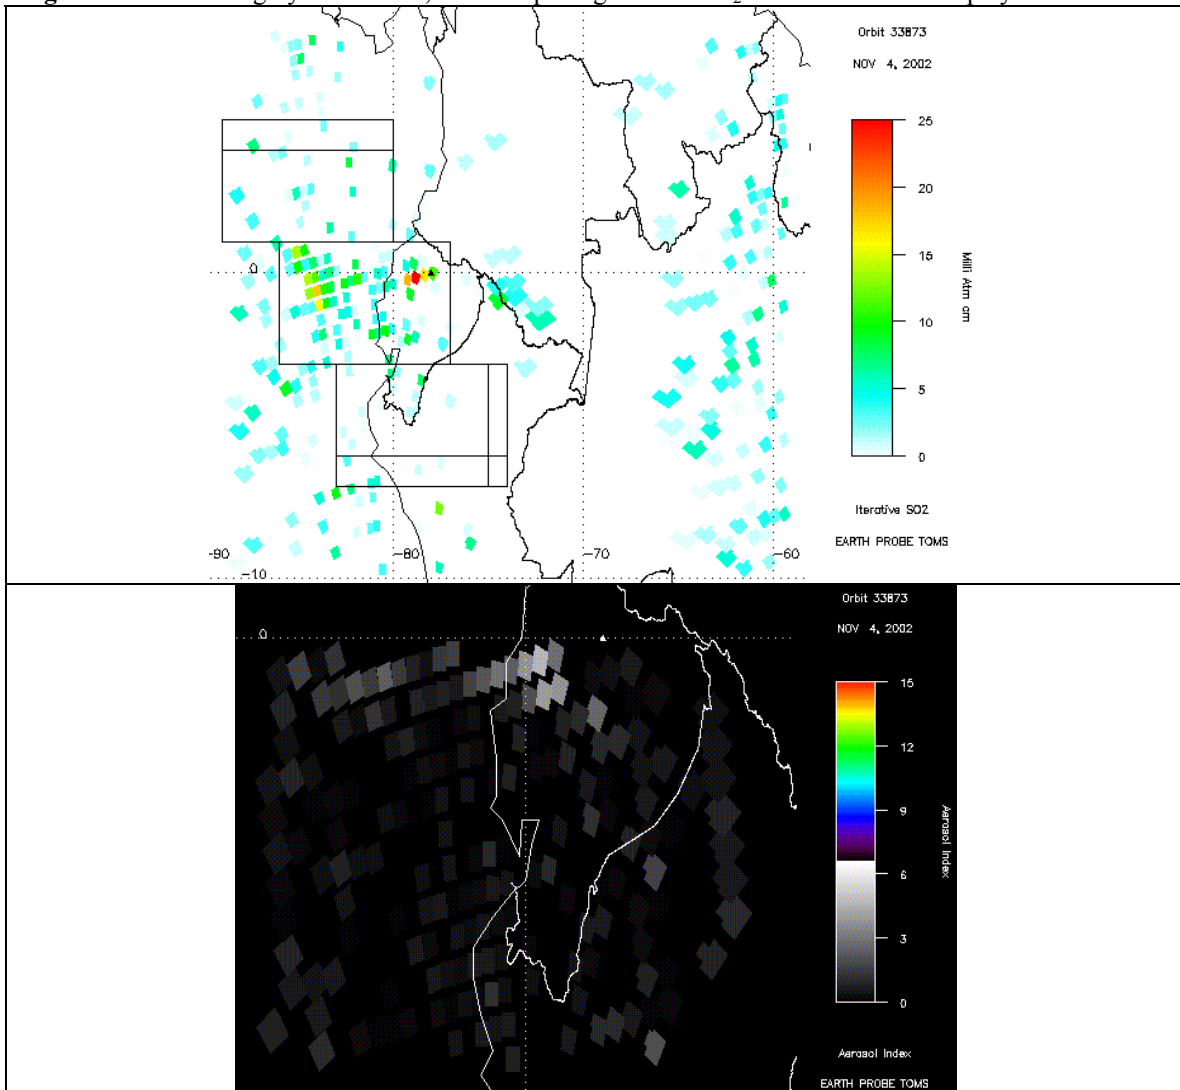 Orbit 33873
NOV 4, 2002
25
20
15
10
5
0
Milli Atm cm
0
-90
-80
-70
-60
-10
Iterative SO2
EARTH PROBE TOMS
Orbit 33873
NOV 4, 2002
0
15
12
9
6
3
0
Aerosol Index
Aerosol Index
EARTH PROBE TOMS